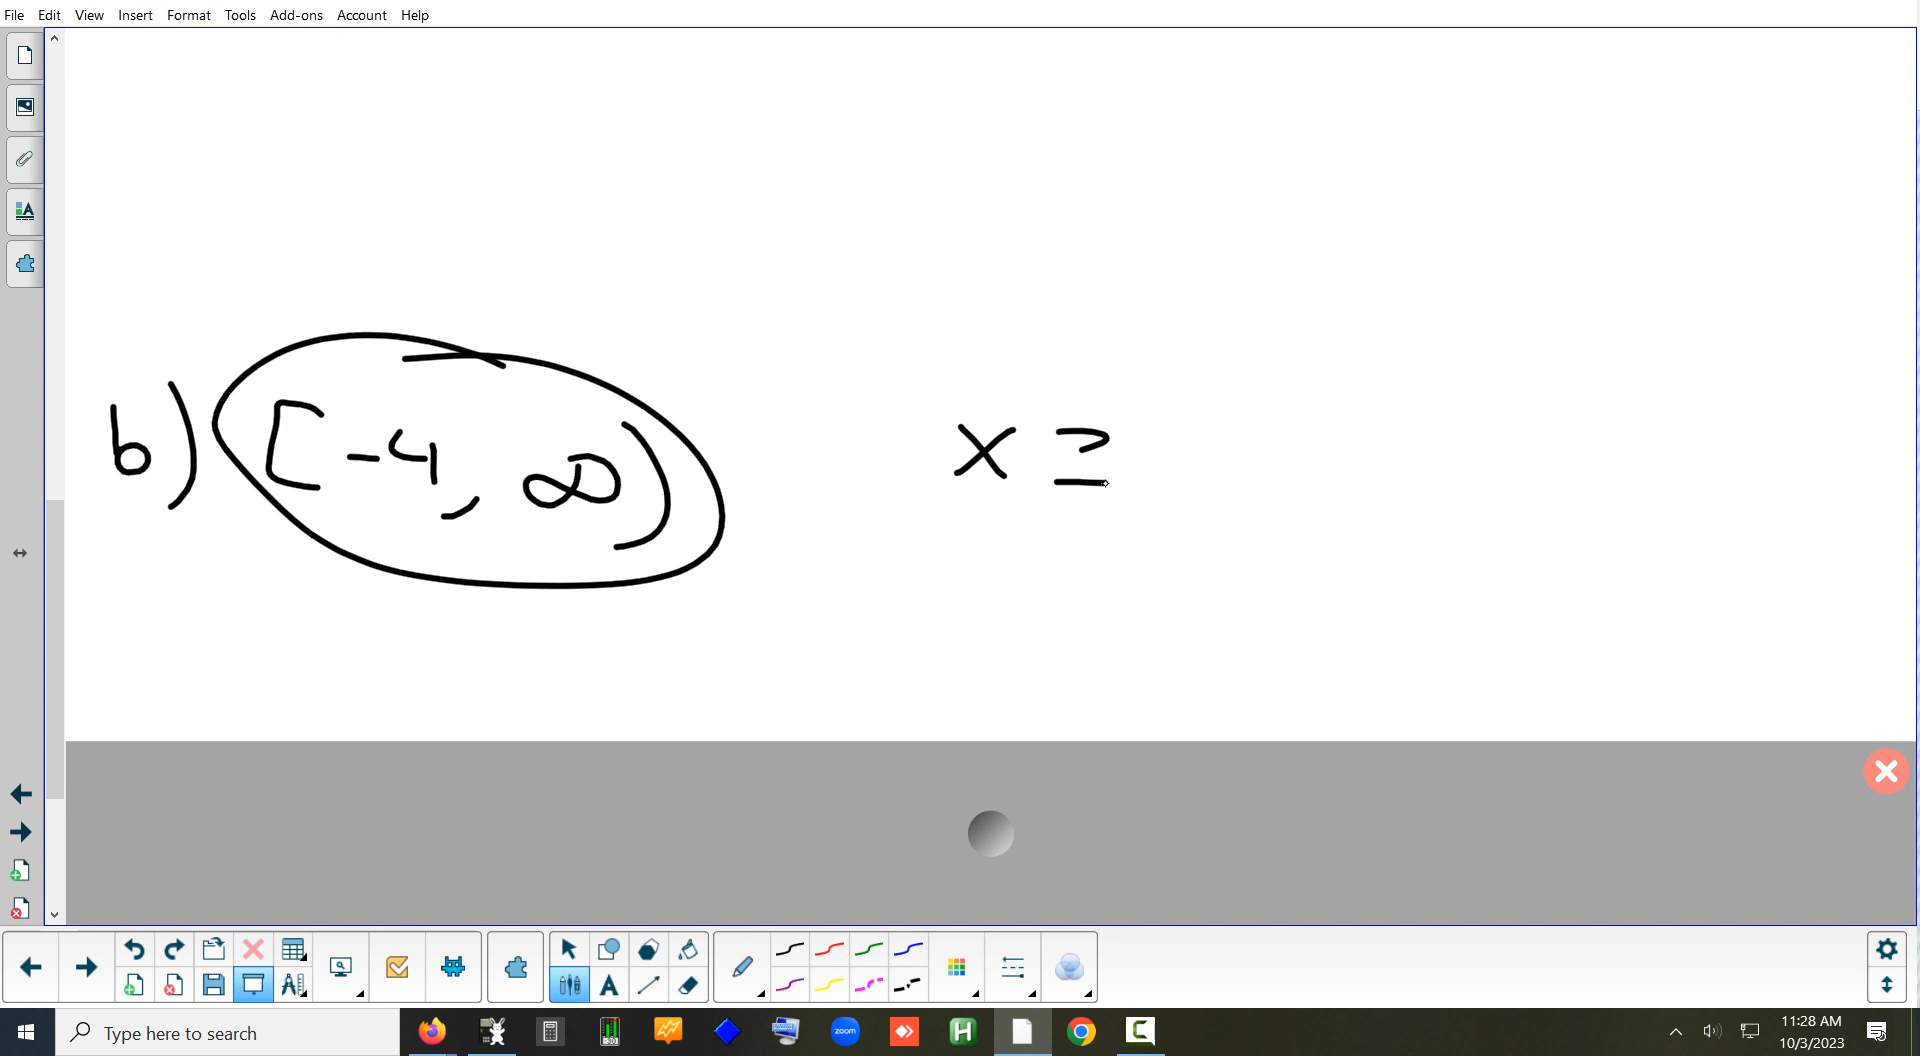 File Edit View Insert Format Tools Add-ons Account Help
b) [-4, ∞) x ≥
Type here to search
zoom
11:28 AM
10/3/2023